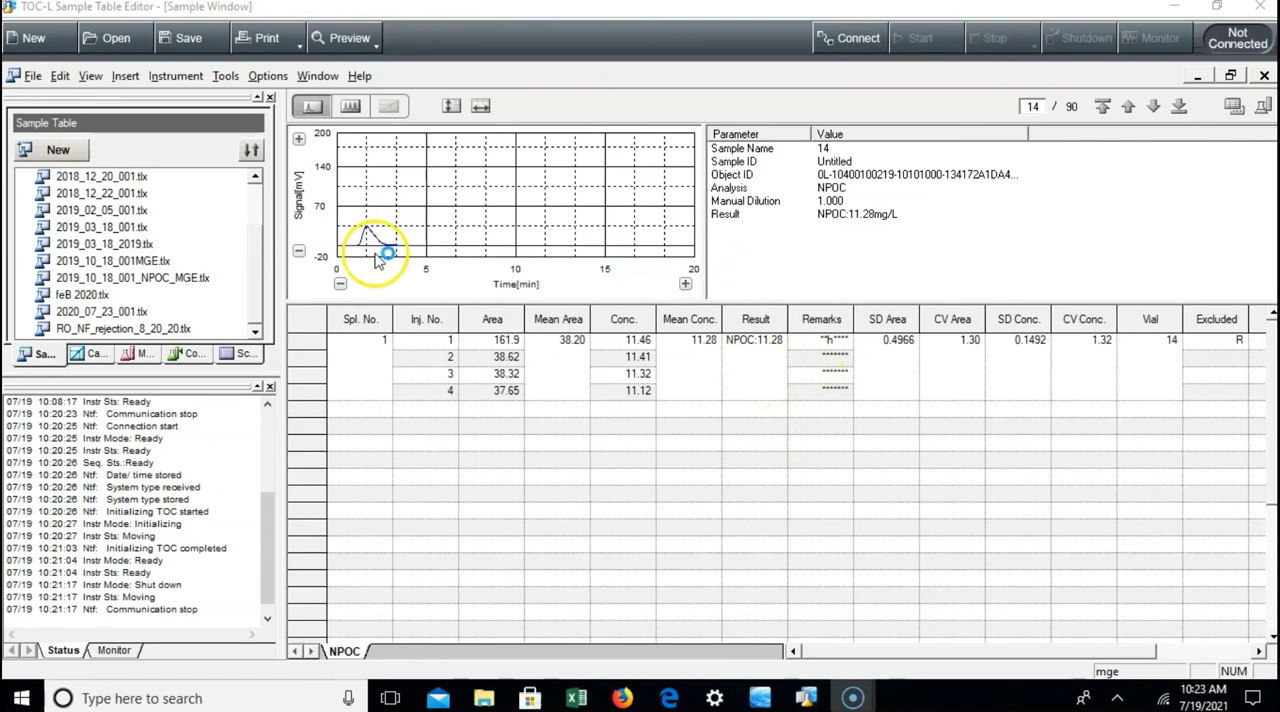 TOC-L Sample Table Editor - [Sample Window]
New Open Save Print Preview Connect Start Stop Shutdown Monitor Not Connected
File Edit View Insert Instrument Tools Options Window Help
Sample Table
New
2018_12_20_001.tlx
2018_12_22_001.tlx
2019_02_05_001.tlx
2019_03_18_001.tlx
2019_03_18_2019.tlx
2019_10_18_001MGE.tlx
2019_10_18_001_NPOC_MGE.tlx
feB 2020.tlx
2020_07_23_001.tlx
RO_NF_rejection_8_20_20.tlx
Sa... Ca... M... Co... Sc...
07/19 10:08:17 Instr Sts: Ready
07/19 10:20:23 Ntf: Communication stop
07/19 10:20:25 Ntf: Connection start
07/19 10:20:25 Instr Mode: Ready
07/19 10:20:25 Instr Sts: Ready
07/19 10:20:26 Seq. Sts.:Ready
07/19 10:20:26 Ntf: Date/ time stored
07/19 10:20:26 Ntf: System type received
07/19 10:20:26 Ntf: System type stored
07/19 10:20:26 Ntf: Initializing TOC started
07/19 10:20:27 Instr Mode: Initializing
07/19 10:20:27 Instr Sts: Moving
07/19 10:21:03 Ntf: Initializing TOC completed
07/19 10:21:04 Instr Mode: Ready
07/19 10:21:04 Instr Sts: Ready
07/19 10:21:17 Instr Mode: Shut down
07/19 10:21:17 Instr Sts: Moving
07/19 10:21:17 Ntf: Communication stop
Status Monitor
14 / 90
200
140
70
-20
Signal[mV]
0 5 10 15 20
Time[min]
Parameter Value
Sample Name 14
Sample ID Untitled
Object ID 0L-10400100219-10101000-134172A1DA4...
Analysis NPOC
Manual Dilution 1.000
Result NPOC:11.28mg/L
Spl. No. Inj. No. Area Mean Area Conc. Mean Conc. Result Remarks SD Area CV Area SD Conc. CV Conc. Vial Excluded
1 1 161.9 38.20 11.46 11.28 NPOC:11.28 **h**** 0.4966 1.30 0.1492 1.32 14 R
2 38.62 11.41 *******
3 38.32 11.32 *******
4 37.65 11.12 *******
NPOC
mge NUM
Type here to search
10:23 AM
7/19/2021